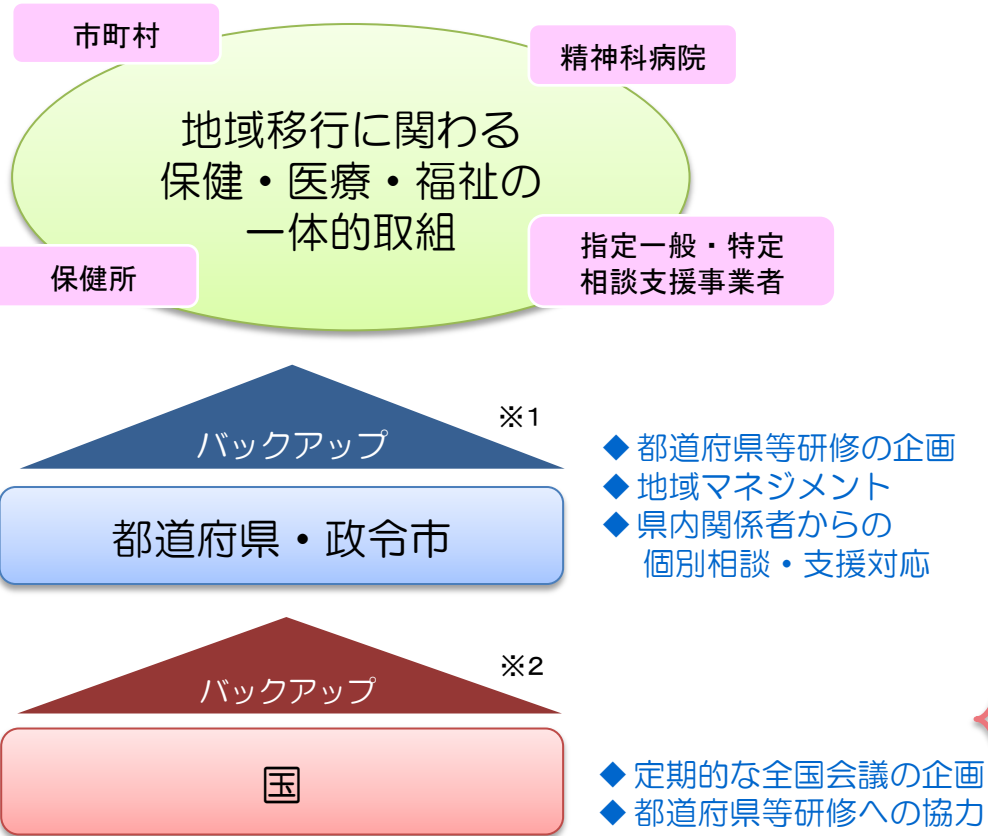 市町村
精神科病院
地域移行に関わる
保健・医療・福祉の
一体的取組
保健所
指定一般・特定
相談支援事業者
バックアップ
※1
都道府県・政令市
◆都道府県等研修の企画
◆地域マネジメント
◆県内関係者からの
個別相談・支援対応
バックアップ
※2
国
◆定期的な全国会議の企画
◆都道府県等研修への協力